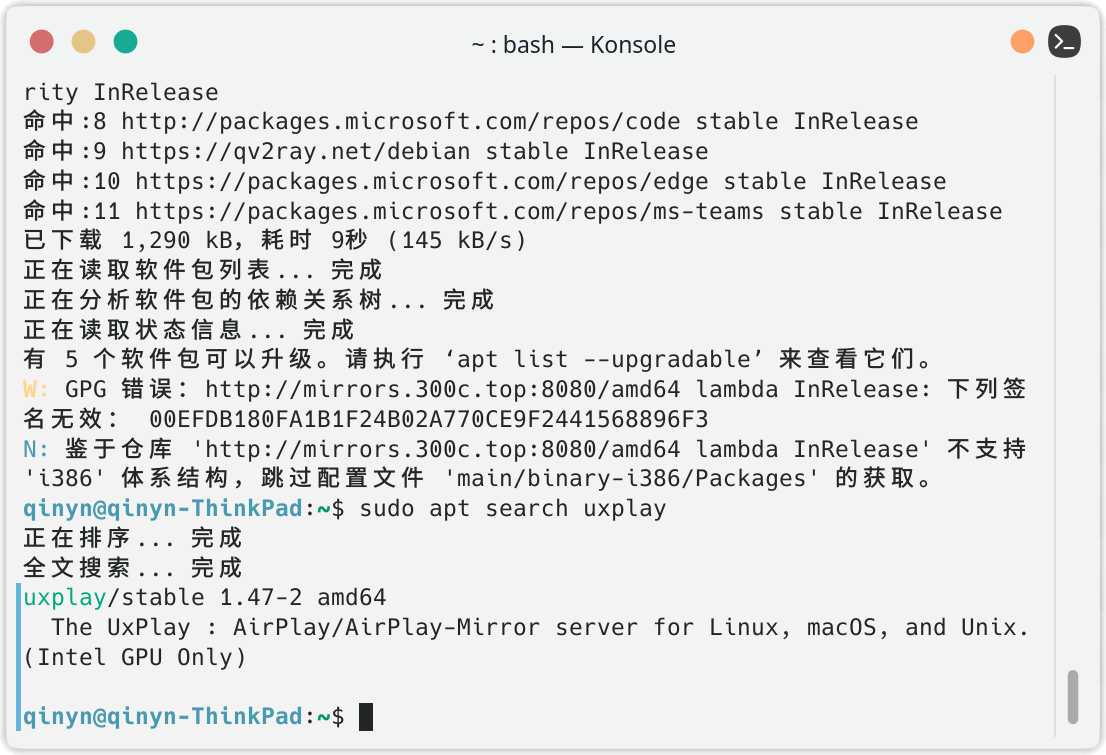 ~ : bash — Konsole
rity InRelease
命中:8 http://packages.microsoft.com/repos/code stable InRelease
命中:9 https://qv2ray.net/debian stable InRelease
命中:10 https://packages.microsoft.com/repos/edge stable InRelease
命中:11 https://packages.microsoft.com/repos/ms-teams stable InRelease
已下载 1,290 kB，耗时 9秒 (145 kB/s)
正在读取软件包列表... 完成
正在分析软件包的依赖关系树... 完成
正在读取状态信息... 完成
有 5 个软件包可以升级。请执行 ‘apt list --upgradable’ 来查看它们。
W: GPG 错误：http://mirrors.300c.top:8080/amd64 lambda InRelease: 下列签
名无效： 00EFDB180FA1B1F24B02A770CE9F2441568896F3
N: 鉴于仓库 'http://mirrors.300c.top:8080/amd64 lambda InRelease' 不支持
'i386' 体系结构，跳过配置文件 'main/binary-i386/Packages' 的获取。
qinyn@qinyn-ThinkPad:~$ sudo apt search uxplay
正在排序... 完成
全文搜索... 完成
uxplay/stable 1.47-2 amd64
  The UxPlay : AirPlay/AirPlay-Mirror server for Linux, macOS, and Unix.
(Intel GPU Only)
qinyn@qinyn-ThinkPad:~$